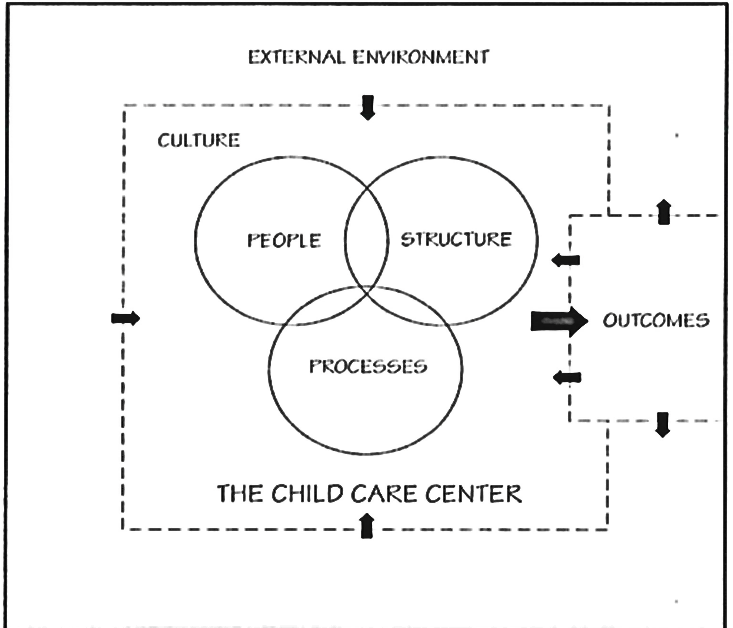 EXTERNAL ENVIRONMENT
CULTURE
PEOPLE
STRUCTURE
OUTCOMES
PROCESSES
THE CHILD CARE CENTER